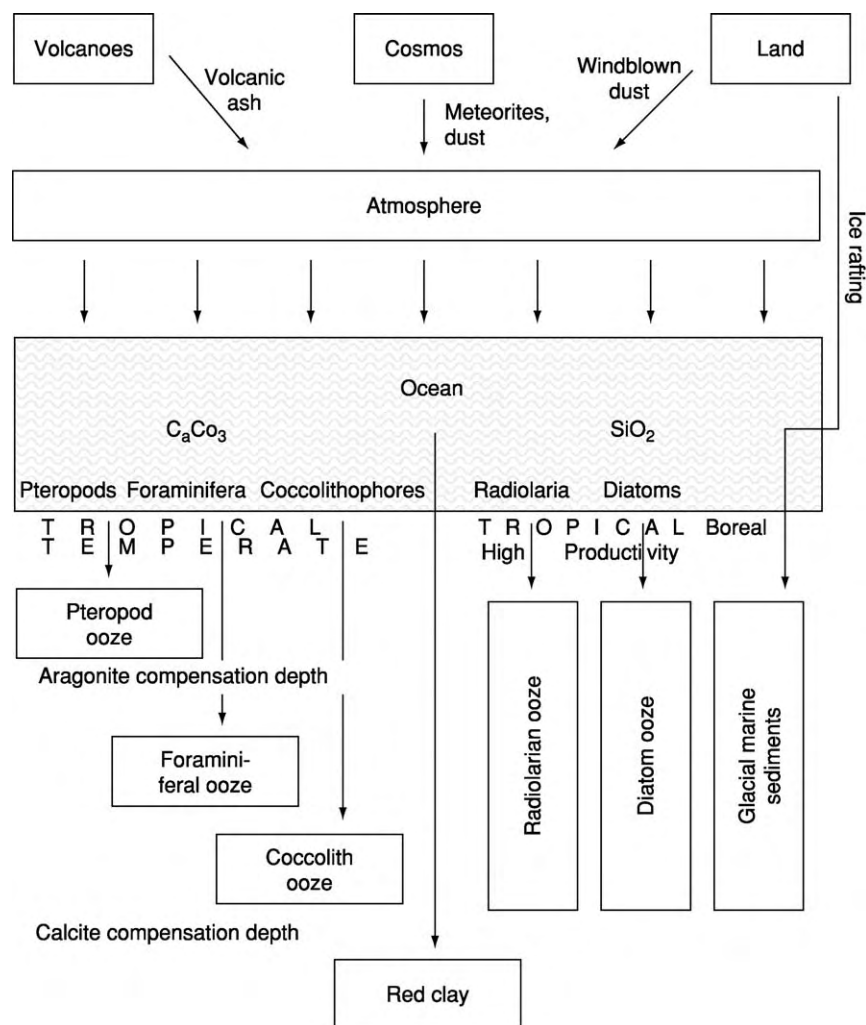 Volcanoes
Cosmos
Land
Volcanic
ash
Meteorites,
dust
Windblown
dust
Atmosphere
Ice rafting
Ocean
CaCo3
SiO2
Pteropods Foraminifera Coccolithophores
Radiolaria Diatoms
T R O P I C A L
T E M P E R A T E
T R O P I C A L Boreal
High Productivity
Pteropod
ooze
Aragonite compensation depth
Foramini-
feral ooze
Coccolith
ooze
Calcite compensation depth
Red clay
Radiolarian ooze
Diatom ooze
Glacial marine
sediments